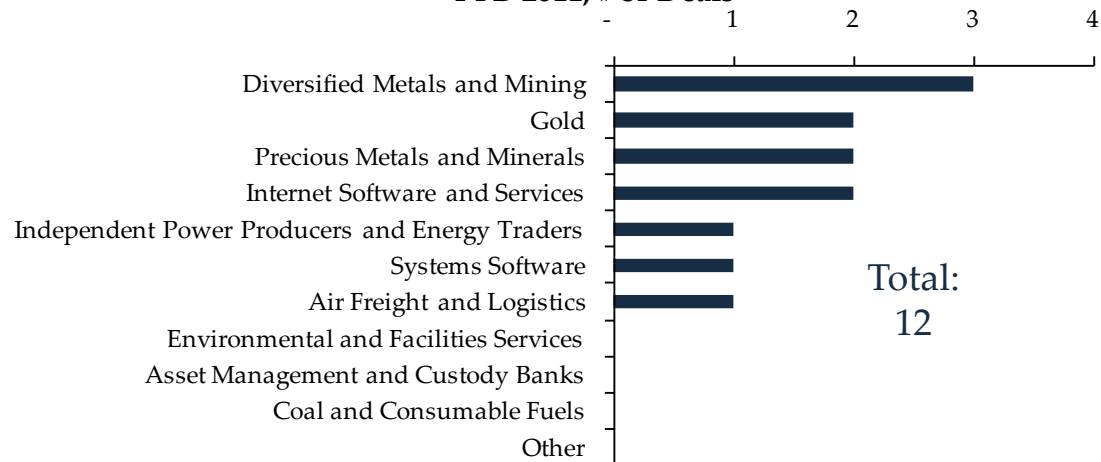 - 1 2 3 4
Diversified Metals and Mining
Gold
Precious Metals and Minerals
Internet Software and Services
Independent Power Producers and Energy Traders
Systems Software
Air Freight and Logistics
Environmental and Facilities Services
Asset Management and Custody Banks
Coal and Consumable Fuels
Other
Total:
12